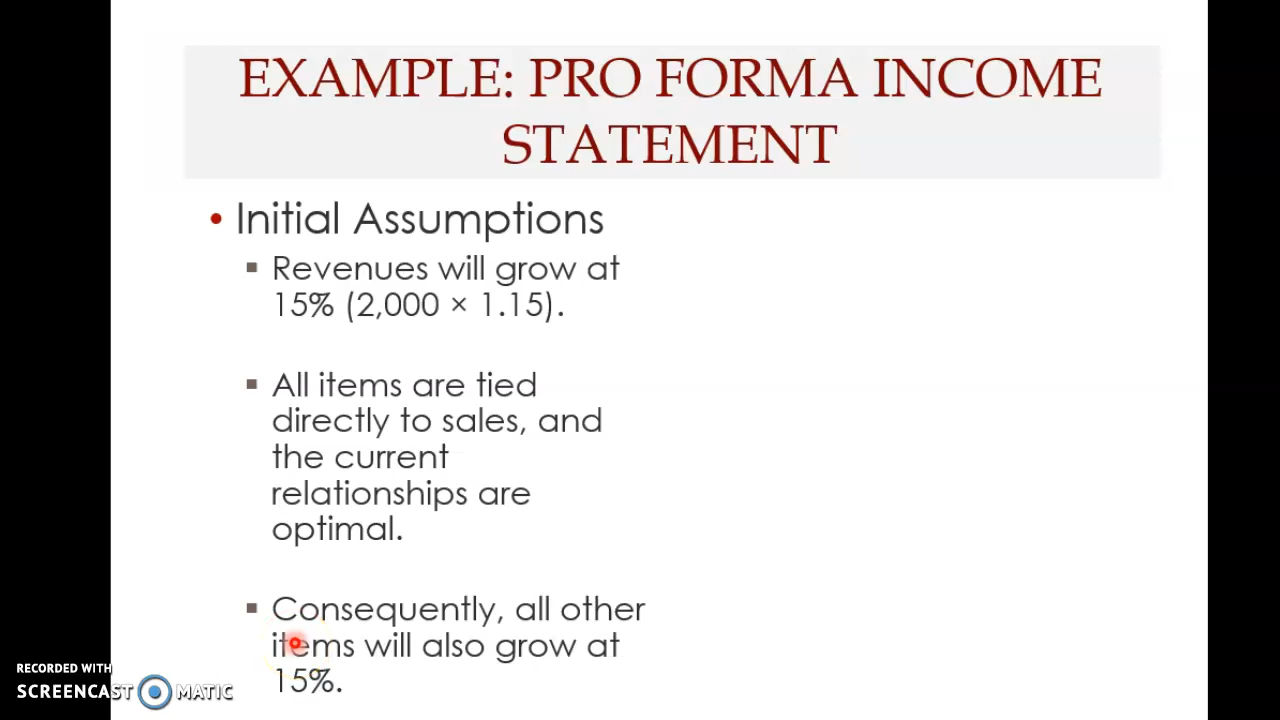 EXAMPLE: PRO FORMA INCOME
STATEMENT
• Initial Assumptions
▪ Revenues will grow at
15% (2,000 × 1.15).
▪ All items are tied
directly to sales, and
the current
relationships are
optimal.
▪ Consequently, all other
items will also grow at
15%.
RECORDED WITH
SCREENCAST MATIC